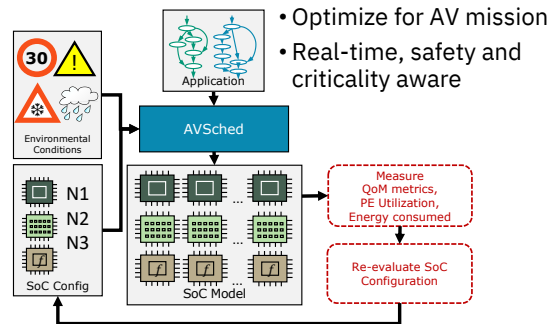 • Optimize for AV mission
• Real-time, safety and
criticality aware
30
!
Environmental
Conditions
Application
AVSched
N1
N2
N3
SoC Config
...
...
...
f
f
f
f
SoC Model
Measure
QoM metrics,
PE Utilization,
Energy consumed
Re-evaluate SoC
Configuration